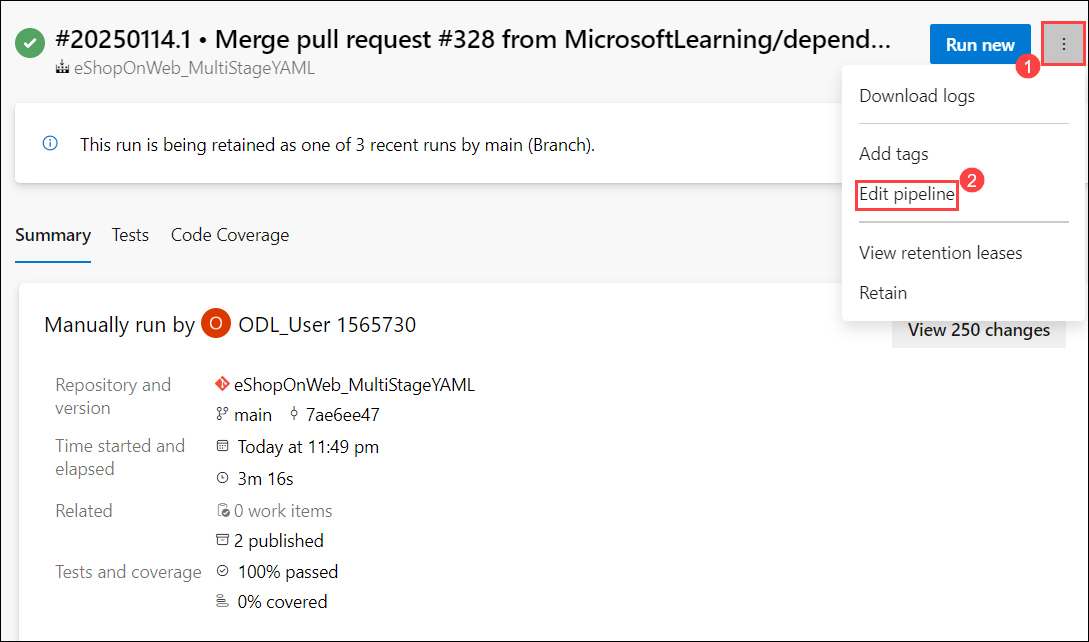 #20250114.1 • Merge pull request #328 from MicrosoftLearning/depend...
eShopOnWeb_MultiStageYAML
Run new
1
Download logs
Add tags
Edit pipeline
2
View retention leases
Retain
This run is being retained as one of 3 recent runs by main (Branch).
Summary
Tests
Code Coverage
View 250 changes
Manually run by O ODL_User 1565730
Repository and
version
eShopOnWeb_MultiStageYAML
main 7ae6ee47
Time started and
elapsed
Today at 11:49 pm
3m 16s
Related
0 work items
2 published
Tests and coverage
100% passed
0% covered